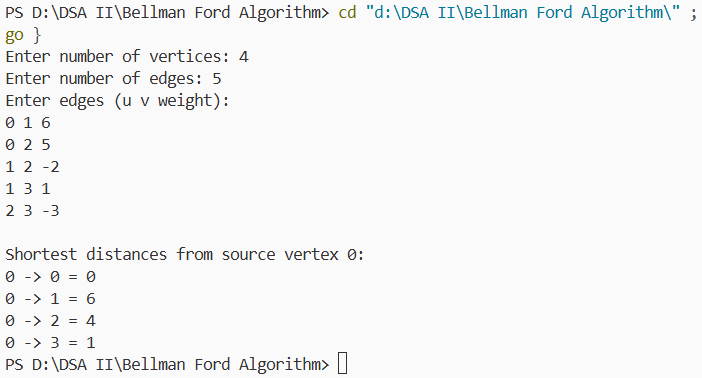 PS D:\DSA II\Bellman Ford Algorithm> cd "d:\DSA II\Bellman Ford Algorithm\" ;
go }
Enter number of vertices: 4
Enter number of edges: 5
Enter edges (u v weight):
0 1 6
0 2 5
1 2 -2
1 3 1
2 3 -3
Shortest distances from source vertex 0:
0 -> 0 = 0
0 -> 1 = 6
0 -> 2 = 4
0 -> 3 = 1
PS D:\DSA II\Bellman Ford Algorithm>